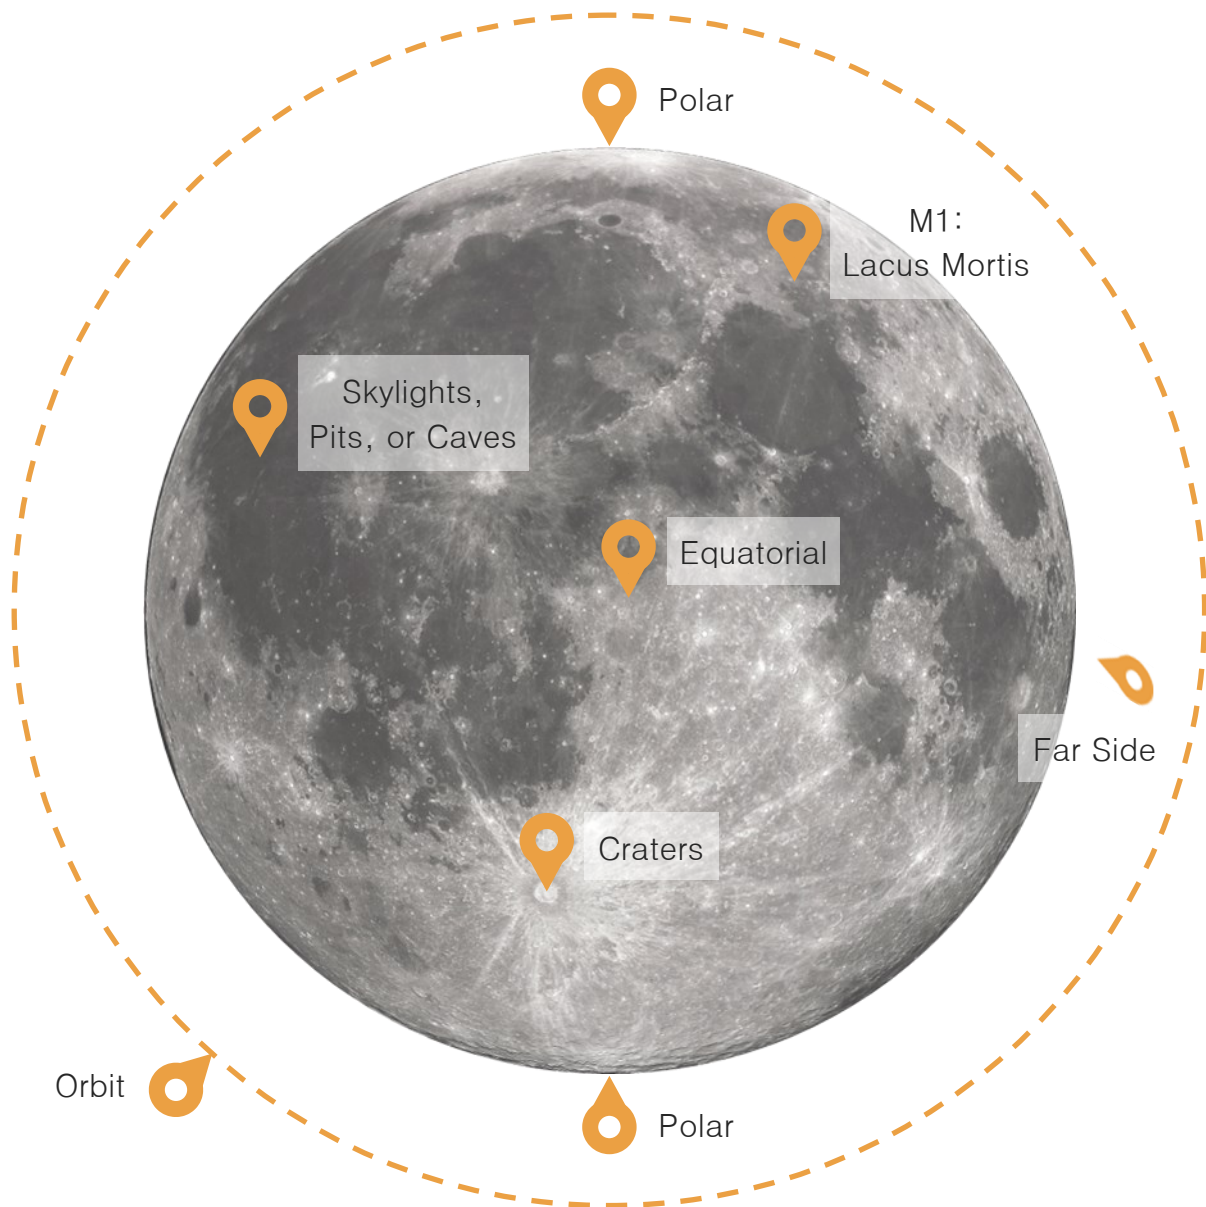 Polar
M1:
Lacus Mortis
Skylights,
Pits, or Caves
Equatorial
Far Side
Craters
Orbit
Polar